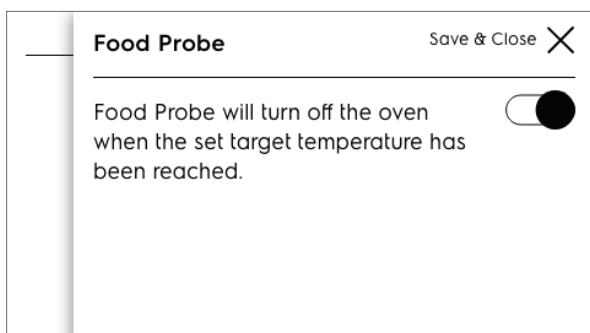 Food Probe
Save & Close
Food Probe will turn off the oven
when the set target temperature has
been reached.